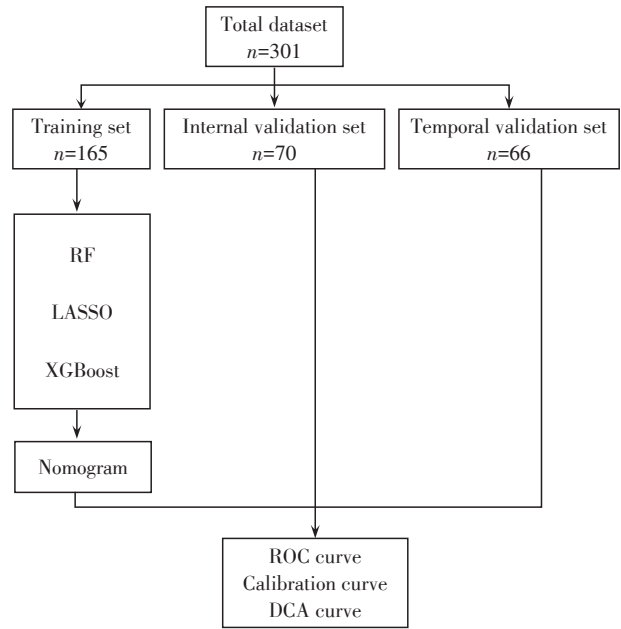 Total dataset
n=301
Training set
n=165
Internal validation set
n=70
Temporal validation set
n=66
RF
LASSO
XGBoost
Nomogram
ROC curve
Calibration curve
DCA curve